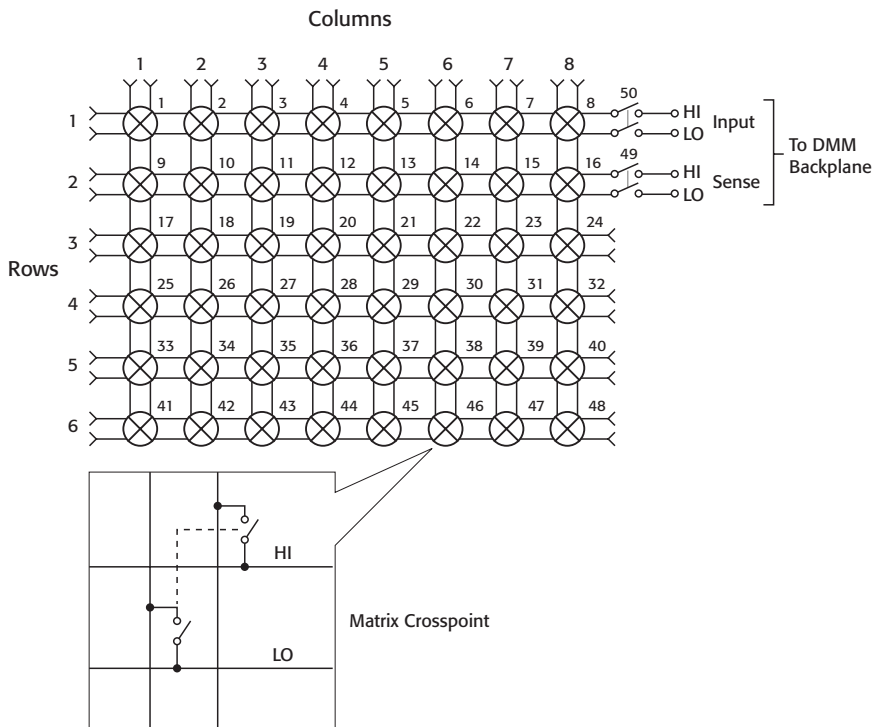 Columns
1 2 3 4 5 6 7 8
50
1 1 2 3 4 5 6 7 8 HI Input
LO
To DMM
Backplane
49
2 9 10 11 12 13 14 15 16 HI Sense
LO
3 17 18 19 20 21 22 23 24
Rows
4 25 26 27 28 29 30 31 32
5 33 34 35 36 37 38 39 40
6 41 42 43 44 45 46 47 48
HI
Matrix Crosspoint
LO